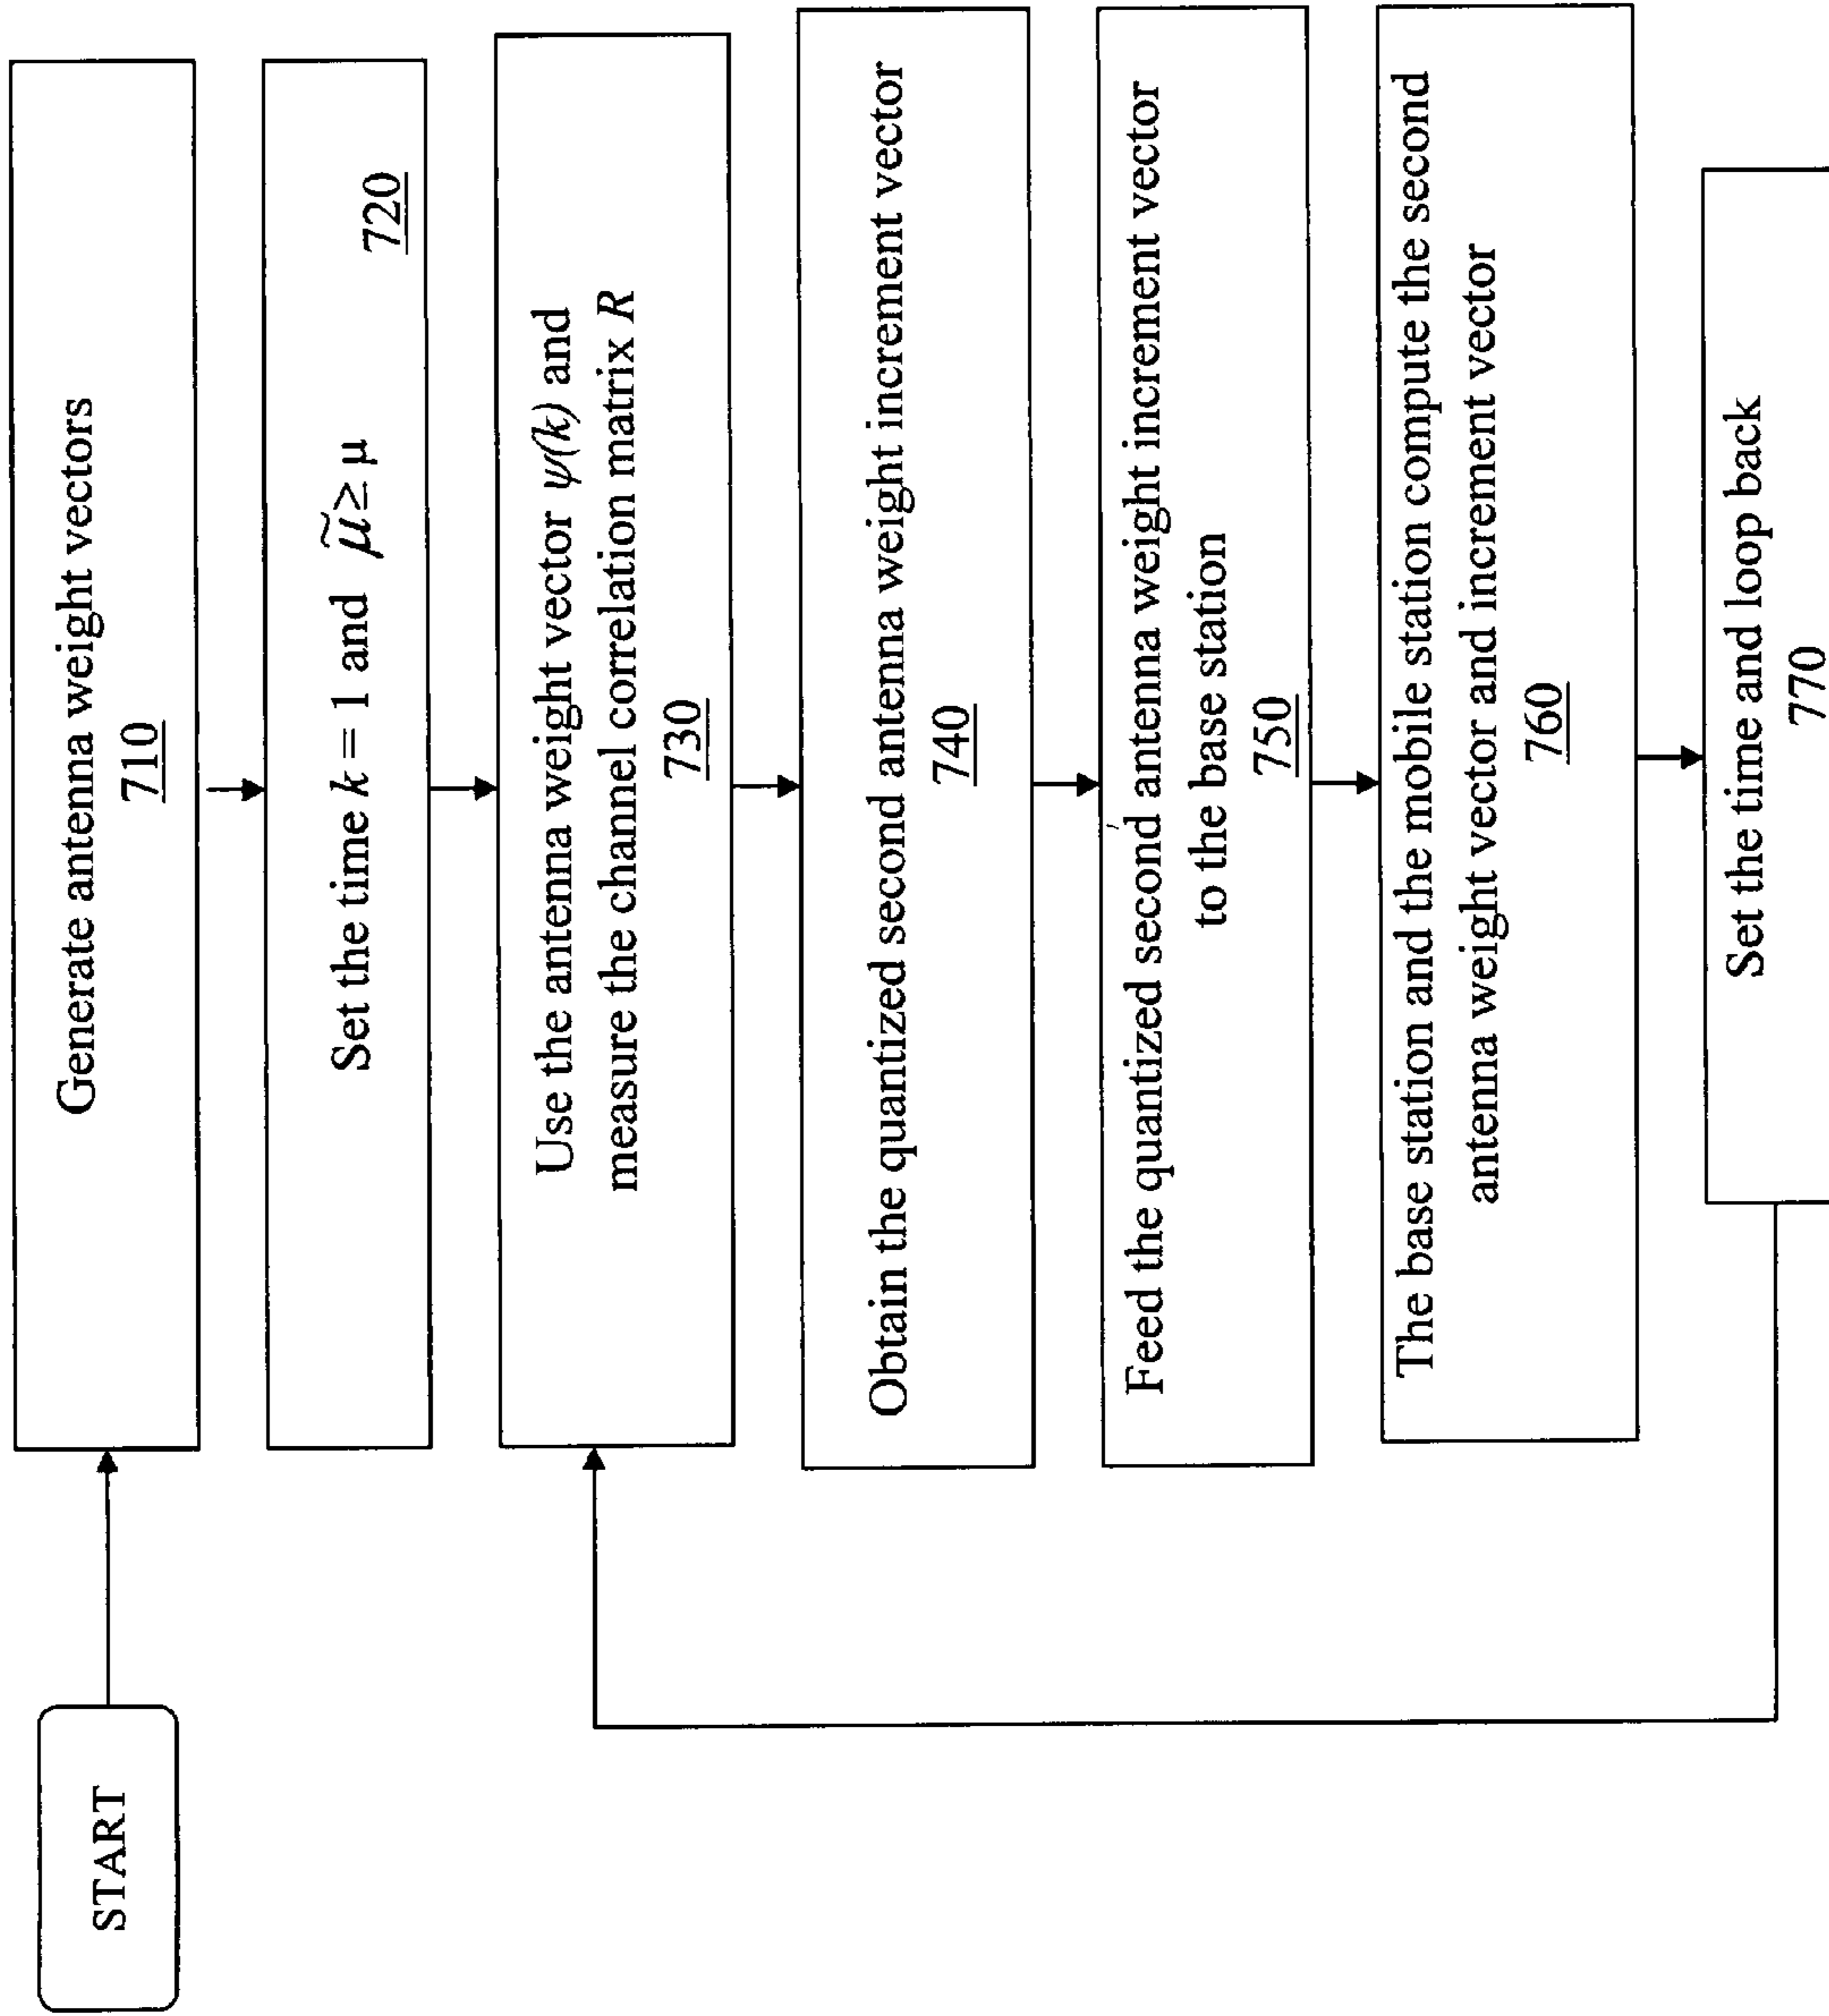 START
Generate antenna weight vectors
710
Set the time k = 1 and μ̃ ≥ μ
720
Use the antenna weight vector ψ(k) and
measure the channel correlation matrix R
730
Obtain the quantized second antenna weight increment vector
740
Feed the quantized second antenna weight increment vector
to the base station
750
The base station and the mobile station compute the second
antenna weight vector and increment vector
760
Set the time and loop back
770